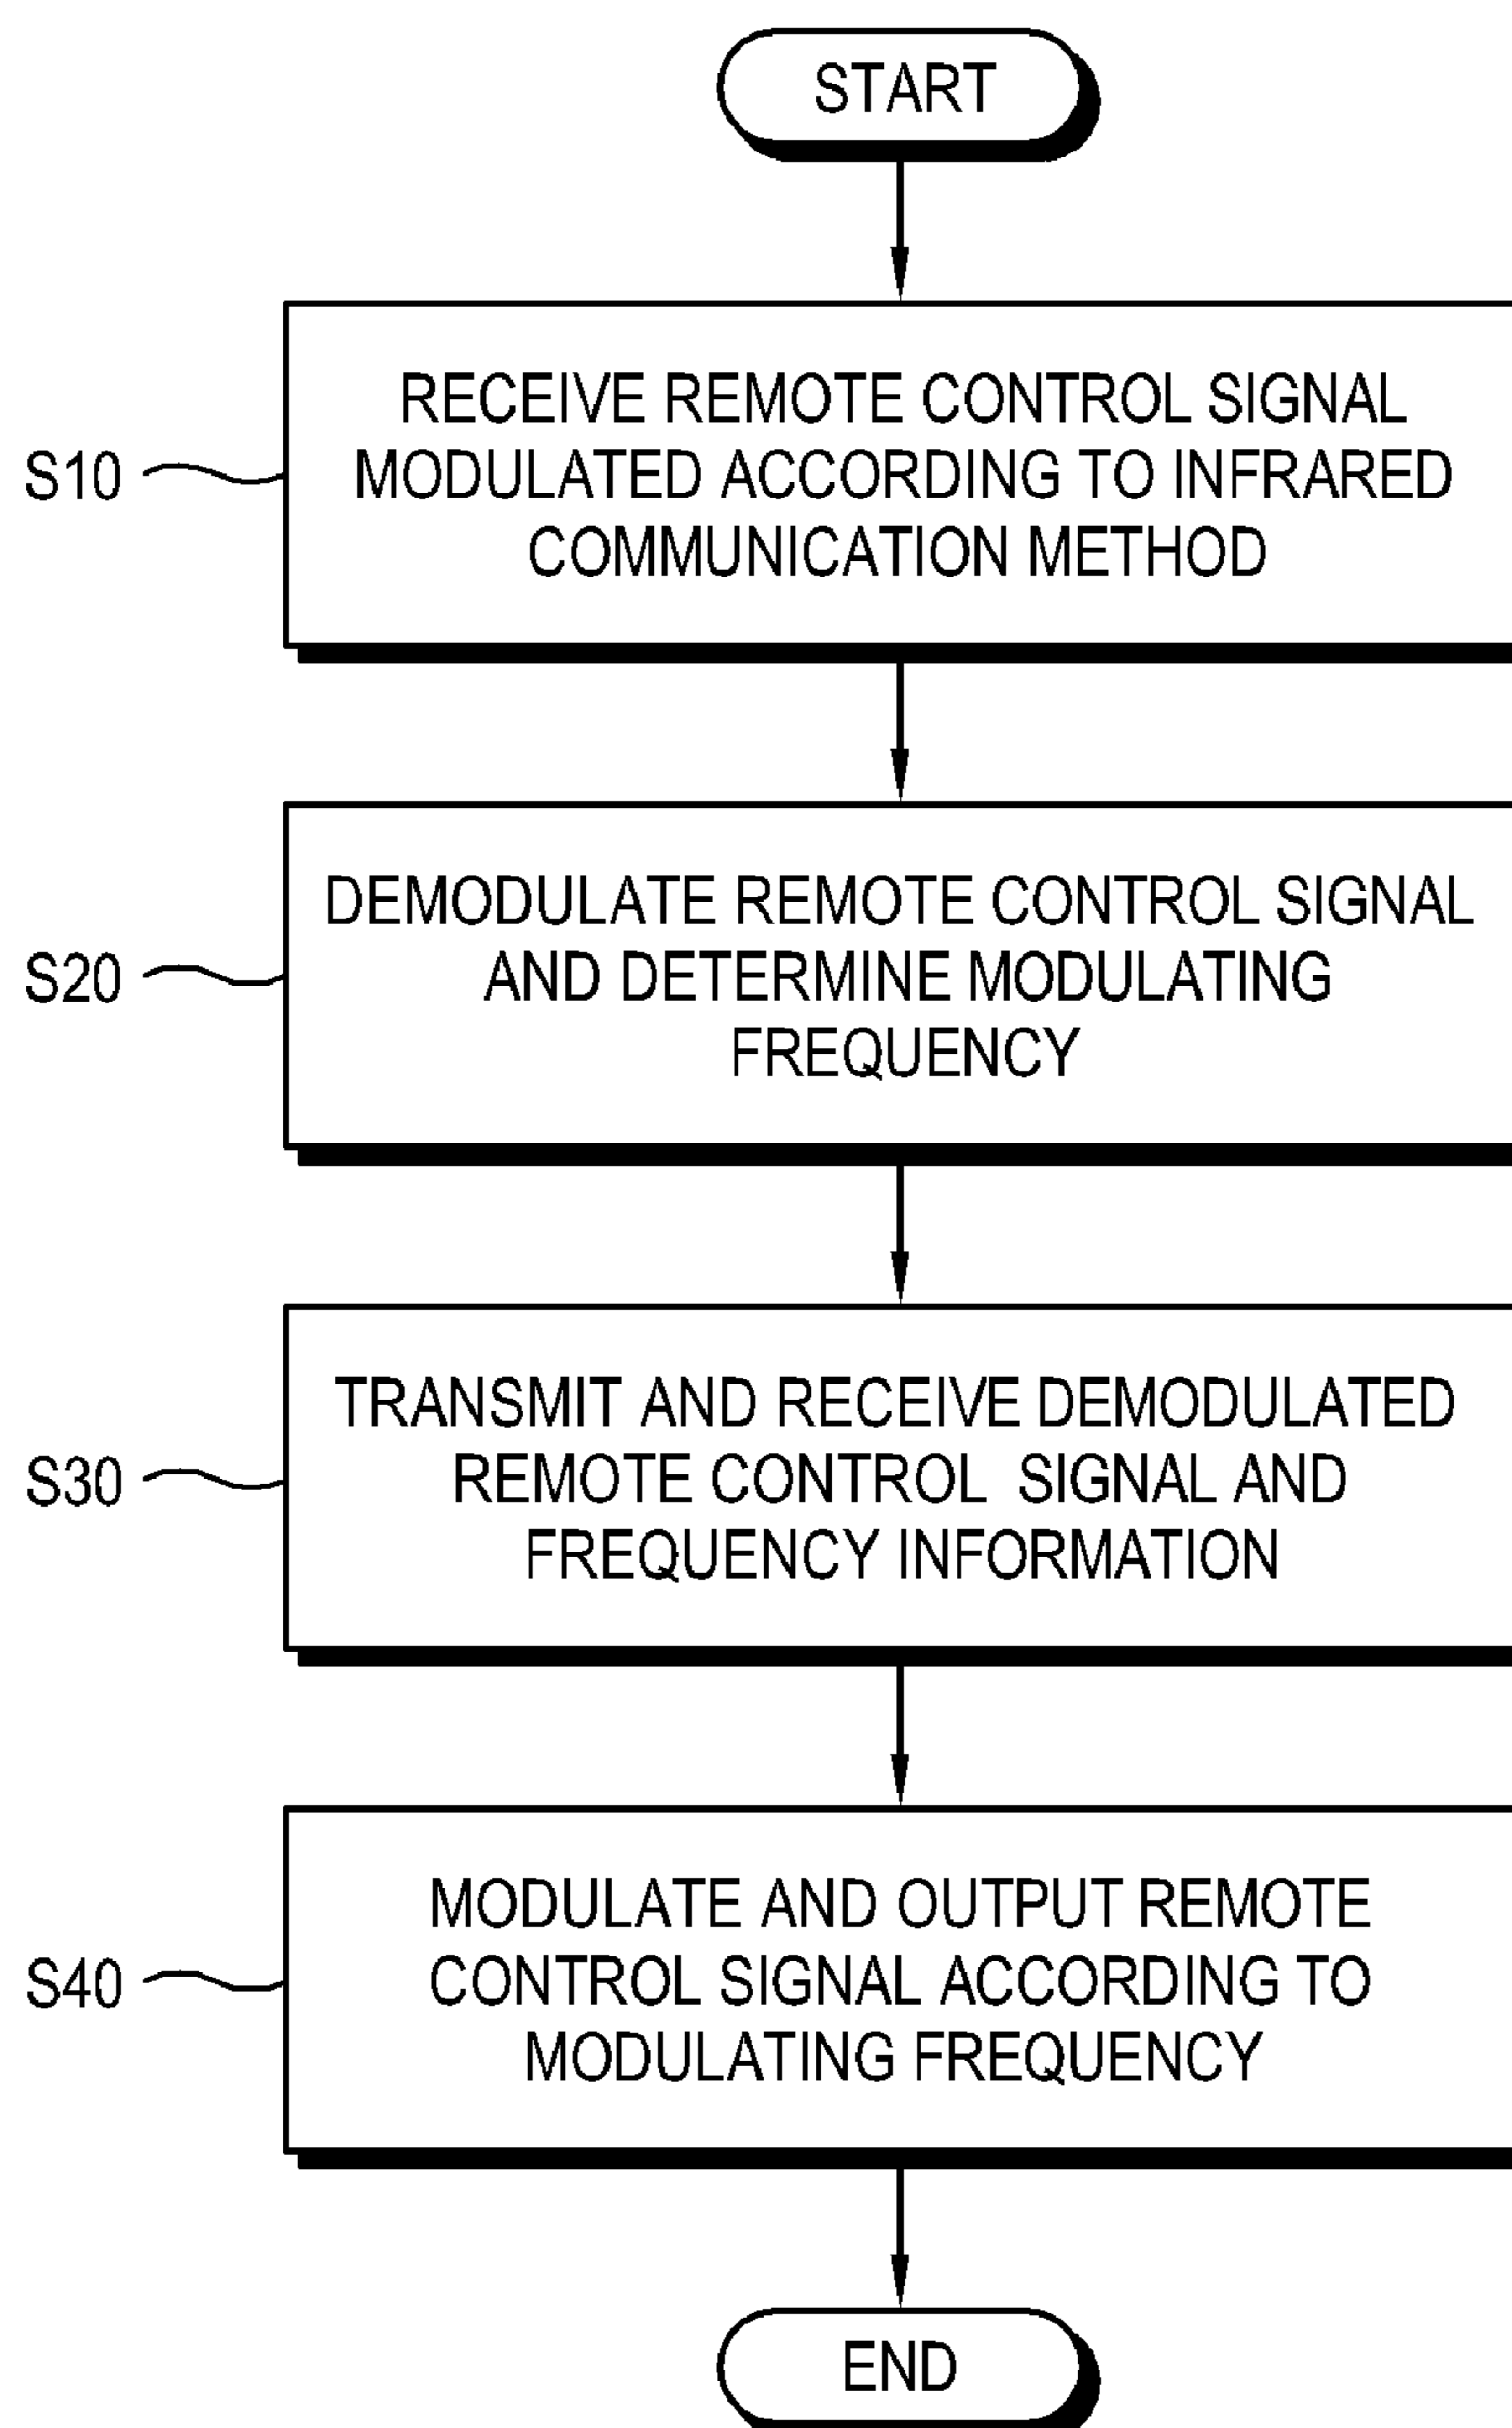 START
RECEIVE REMOTE CONTROL SIGNAL
MODULATED ACCORDING TO INFRARED
COMMUNICATION METHOD
S10
DEMODULATE REMOTE CONTROL SIGNAL
AND DETERMINE MODULATING
FREQUENCY
S20
TRANSMIT AND RECEIVE DEMODULATED
REMOTE CONTROL SIGNAL AND
FREQUENCY INFORMATION
S30
MODULATE AND OUTPUT REMOTE
CONTROL SIGNAL ACCORDING TO
MODULATING FREQUENCY
S40
END